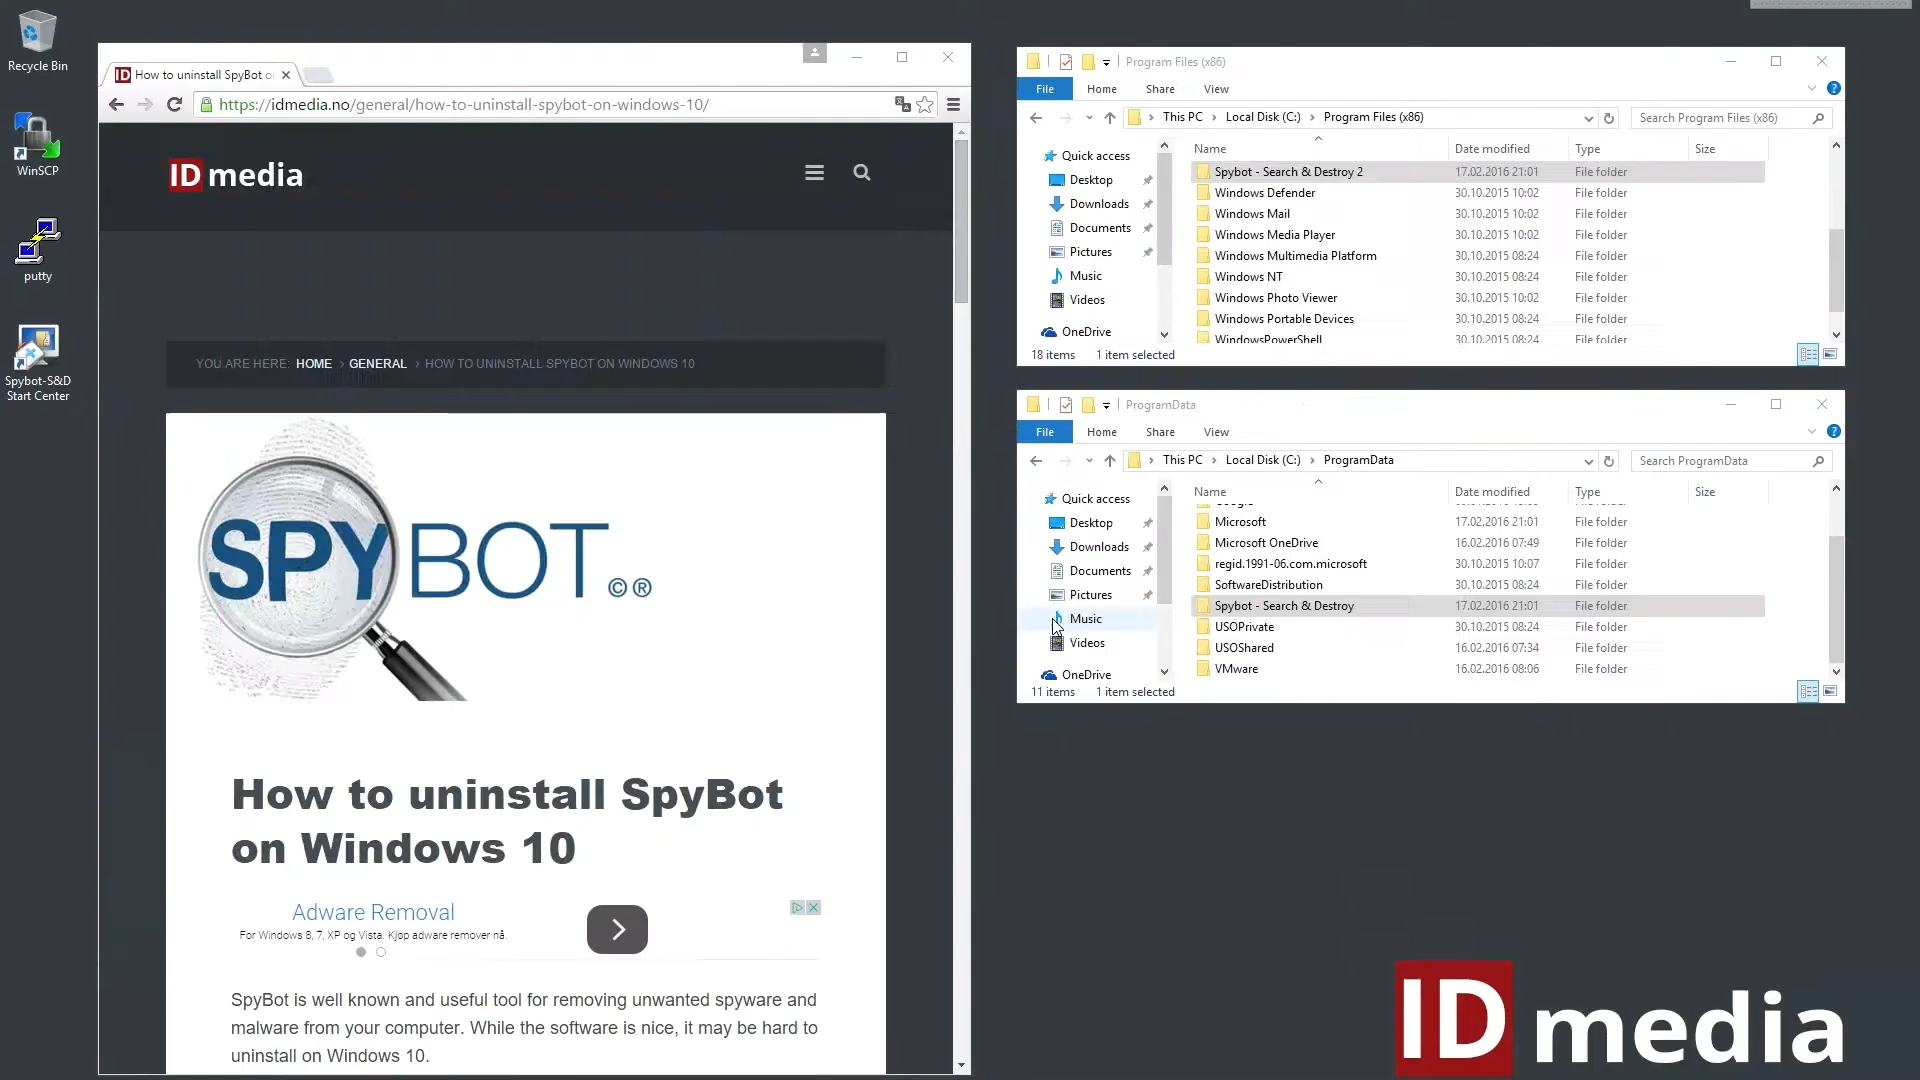 Recycle Bin
WinSCP
putty
Spybot-S&D
Start Center
ID How to uninstall SpyBot o
https://idmedia.no/general/how-to-uninstall-spybot-on-windows-10/
ID media
YOU ARE HERE: HOME › GENERAL › HOW TO UNINSTALL SPYBOT ON WINDOWS 10
SPYBOT ©®
How to uninstall SpyBot
on Windows 10
Adware Removal
For Windows 8, 7, XP og Vista. Kjøp adware remover nå.
SpyBot is well known and useful tool for removing unwanted spyware and
malware from your computer. While the software is nice, it may be hard to
uninstall on Windows 10.
Program Files (x86)
File Home Share View
This PC › Local Disk (C:) › Program Files (x86)
Search Program Files (x86)
Quick access
Desktop
Downloads
Documents
Pictures
Music
Videos
OneDrive
Name Date modified Type Size
Spybot - Search & Destroy 2 17.02.2016 21:01 File folder
Windows Defender 30.10.2015 10:02 File folder
Windows Mail 30.10.2015 10:02 File folder
Windows Media Player 30.10.2015 10:02 File folder
Windows Multimedia Platform 30.10.2015 08:24 File folder
Windows NT 30.10.2015 08:24 File folder
Windows Photo Viewer 30.10.2015 10:02 File folder
Windows Portable Devices 30.10.2015 08:24 File folder
WindowsPowerShell 30.10.2015 08:24 File folder
18 items 1 item selected
ProgramData
File Home Share View
This PC › Local Disk (C:) › ProgramData
Search ProgramData
Quick access
Desktop
Downloads
Documents
Pictures
Music
Videos
OneDrive
Name Date modified Type Size
Microsoft 17.02.2016 21:01 File folder
Microsoft OneDrive 16.02.2016 07:49 File folder
regid.1991-06.com.microsoft 30.10.2015 10:07 File folder
SoftwareDistribution 30.10.2015 08:24 File folder
Spybot - Search & Destroy 17.02.2016 21:01 File folder
USOPrivate 30.10.2015 08:24 File folder
USOShared 16.02.2016 07:34 File folder
VMware 16.02.2016 08:06 File folder
11 items 1 item selected
ID media